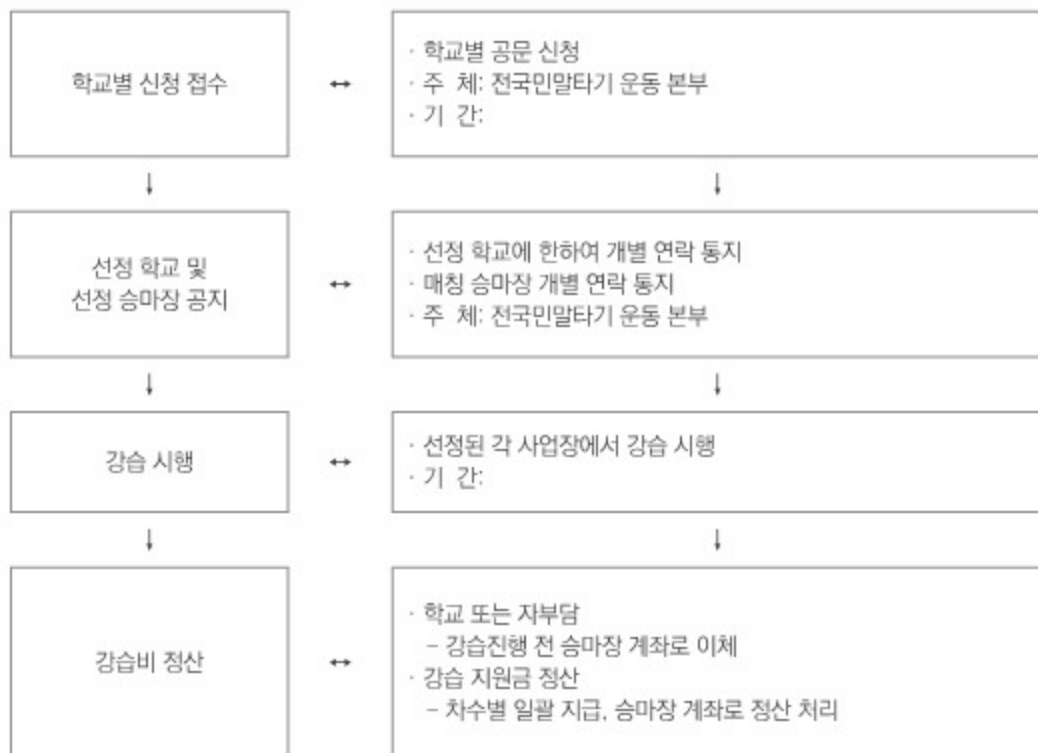 학교별 신청 접수
↔
· 학교별 공문 신청
· 주 체: 전국민말타기 운동 본부
· 기 간:
↓
↓
선정 학교 및
선정 승마장 공지
↔
· 선정 학교에 한하여 개별 연락 통지
· 매칭 승마장 개별 연락 통지
· 주 체: 전국민말타기 운동 본부
↓
↓
강습 시행
↔
· 선정된 각 사업장에서 강습 시행
· 기 간:
↓
↓
강습비 정산
↔
· 학교 또는 자부담
– 강습진행 전 승마장 계좌로 이체
· 강습 지원금 정산
– 차수별 일괄 지급, 승마장 계좌로 정산 처리